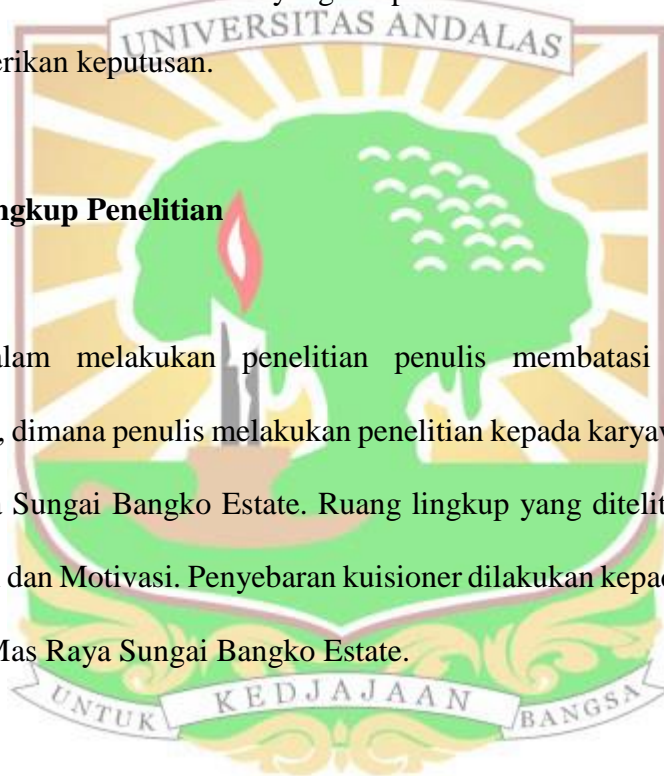 UNIVERSITAS ANDALAS
erikan keputusan.
ngkup Penelitian
alam melakukan penelitian penulis membatasi
, dimana penulis melakukan penelitian kepada karyaw
a Sungai Bangko Estate. Ruang lingkup yang ditelit
dan Motivasi. Penyebaran kuisioner dilakukan kepad
Mas Raya Sungai Bangko Estate.
UNTUK KEDJAJAAN BANGSA